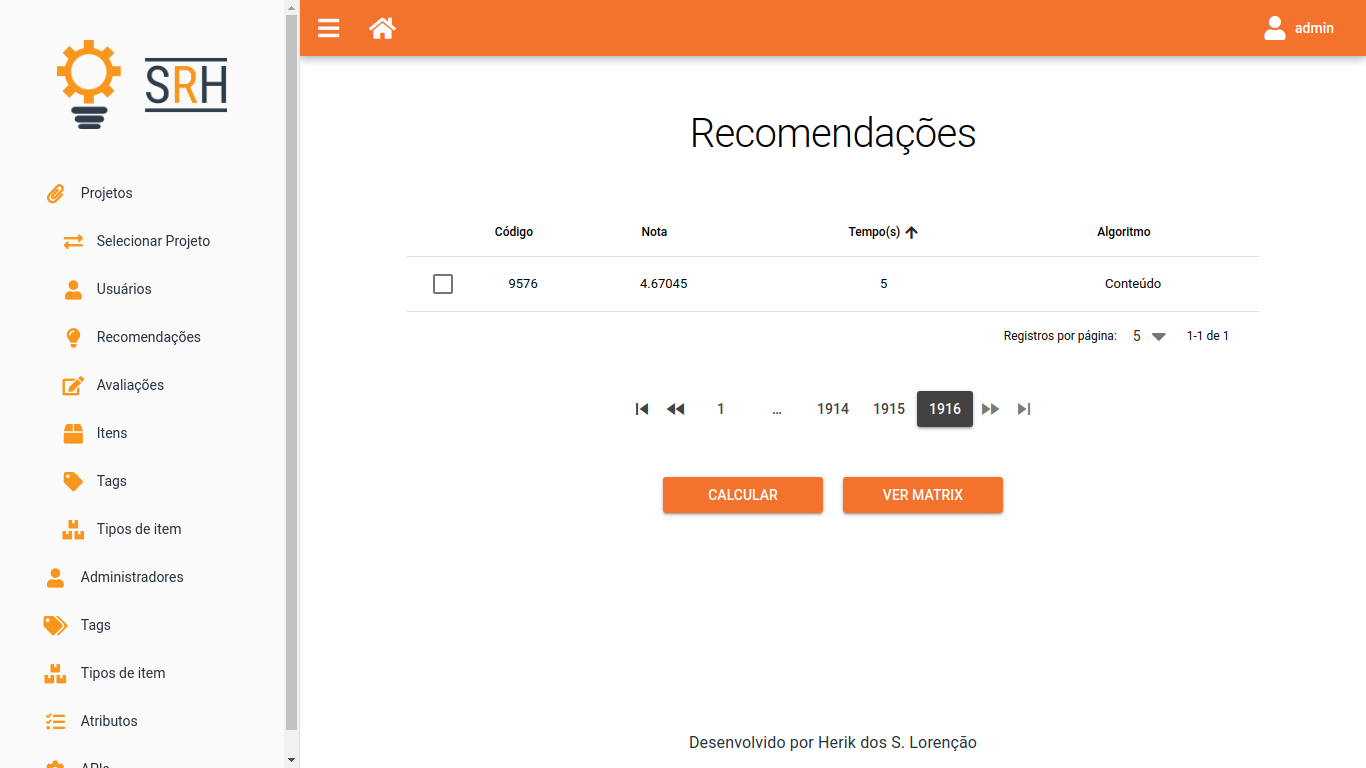 SRH
admin
Recomendações
Projetos
Selecionar Projeto
Usuários
Recomendações
Avaliações
Itens
Tags
Tipos de item
Administradores
Tags
Tipos de item
Atributos
Código Nota Tempo(s) Algoritmo
9576 4.67045 5 Conteúdo
Registros por página: 5 1-1 de 1
1 ... 1914 1915 1916
CALCULAR VER MATRIX
Desenvolvido por Herik dos S. Lorenção